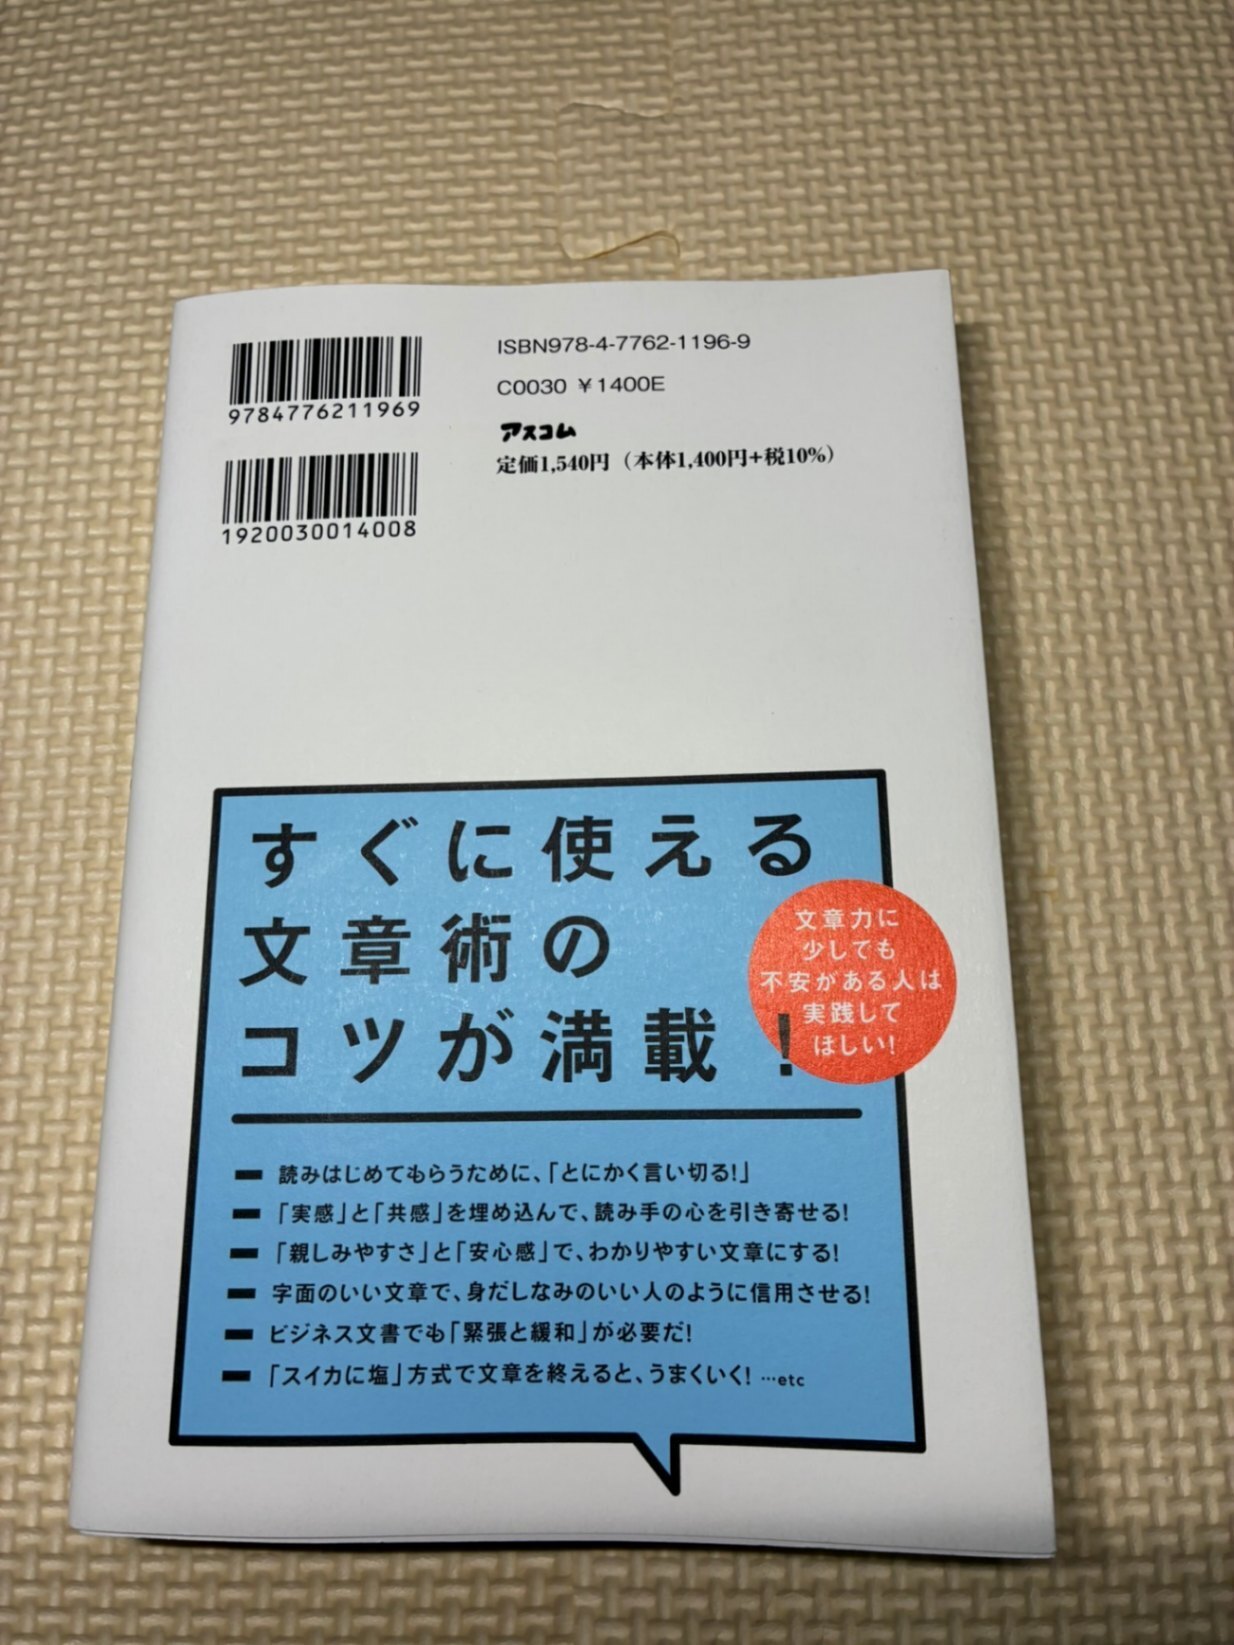 9784776211969
1920030014008
ISBN978-4-7762-1196-9
C0030 ¥1400E
アスコム
定価1,540円（本体1,400円+税10%）
すぐに使える
文章術の
コツが満載！
文章力に
少しても
不安がある人は
実践して
ほしい！
読みはじめてもらうために、「とにかく言い切る!」
「実感」と「共感」を埋め込んで、読み手の心を引き寄せる!
「親しみやすさ」と「安心感」で、わかりやすい文章にする!
字面のいい文章で、身だしなみのいい人のように信用させる!
ビジネス文書でも「緊張と緩和」が必要だ!
「スイカに塩」方式で文章を終えると、うまくいく! …etc